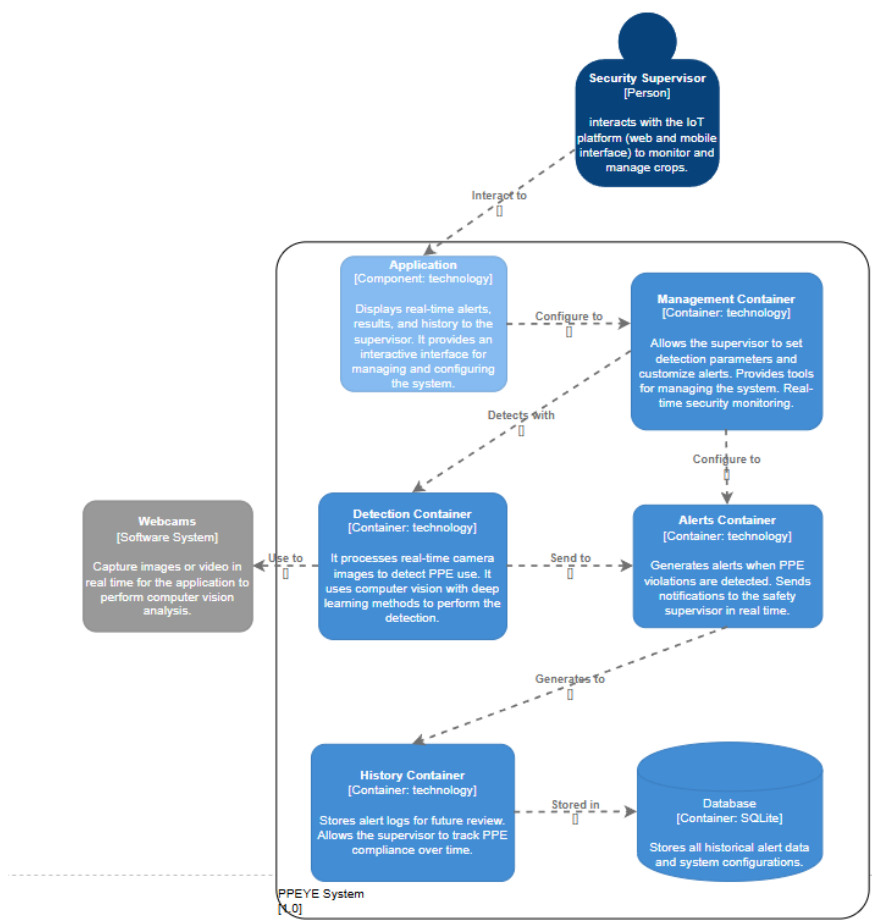 Security Supervisor
[Person]
interacts with the IoT
platform (web and mobile
interface) to monitor and
manage crops.
Interact to
[]
Application
[Component: technology]
Displays real-time alerts,
results, and history to the
supervisor. It provides an
interactive interface for
managing and configuring
the system.
Configure to
[]
Management Container
[Container: technology]
Allows the supervisor to set
detection parameters and
customize alerts. Provides tools
for managing the system. Real-
time security monitoring.
Detects with
[]
Configure to
[]
Webcams
[Software System]
Capture images or video in
real time for the application to
perform computer vision
analysis.
Use to
[]
Detection Container
[Container: technology]
It processes real-time camera
images to detect PPE use. It
uses computer vision with deep
learning methods to perform the
detection.
Send to
[]
Alerts Container
[Container: technology]
Generates alerts when PPE
violations are detected. Sends
notifications to the safety
supervisor in real time.
Generates to
[]
History Container
[Container: technology]
Stores alert logs for future review.
Allows the supervisor to track PPE
compliance over time.
Stored in
[]
Database
[Container: SQLite]
Stores all historical alert data
and system configurations.
PPEYE System
[1.0]